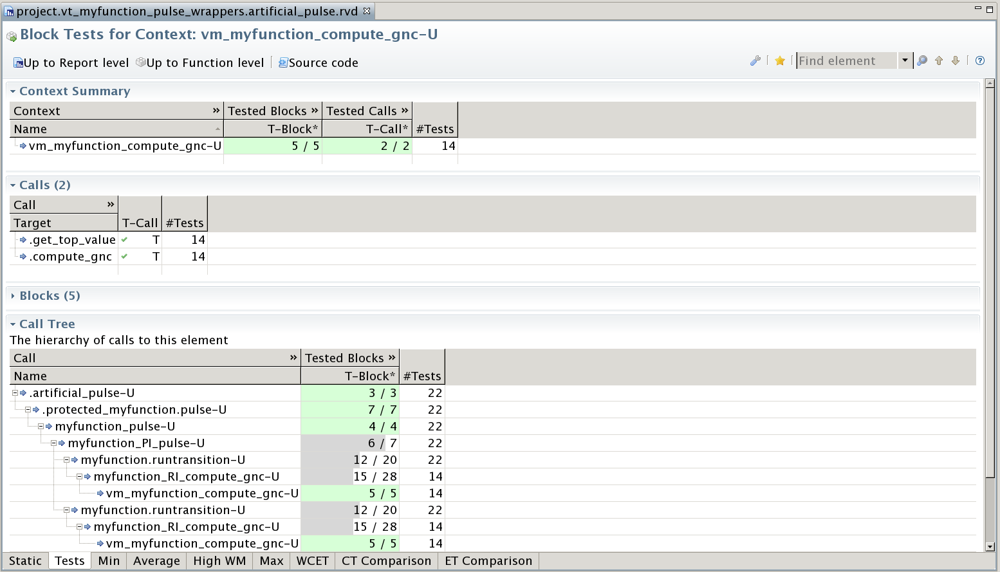 project.vt_myfunction_pulse_wrappers.artificial_pulse.rvd
Block Tests for Context: vm_myfunction_compute_gnc-U
Up to Report level Up to Function level Source code Find element
Context Summary
Context » Tested Blocks » Tested Calls »
Name T-Block* T-Call* #Tests
vm_myfunction_compute_gnc-U 5 / 5 2 / 2 14
Calls (2)
Call »
Target T-Call #Tests
.get_top_value T 14
.compute_gnc T 14
Blocks (5)
Call Tree
The hierarchy of calls to this element
Call » Tested Blocks »
Name T-Block* #Tests
.artificial_pulse-U 3 / 3 22
.protected_myfunction.pulse-U 7 / 7 22
myfunction_pulse-U 4 / 4 22
myfunction_PI_pulse-U 6 / 7 22
myfunction.runtransition-U 12 / 20 22
myfunction_RI_compute_gnc-U 15 / 28 14
vm_myfunction_compute_gnc-U 5 / 5 14
myfunction.runtransition-U 12 / 20 22
myfunction_RI_compute_gnc-U 15 / 28 14
vm_myfunction_compute_gnc-U 5 / 5 14
Static Tests Min Average High WM Max WCET CT Comparison ET Comparison